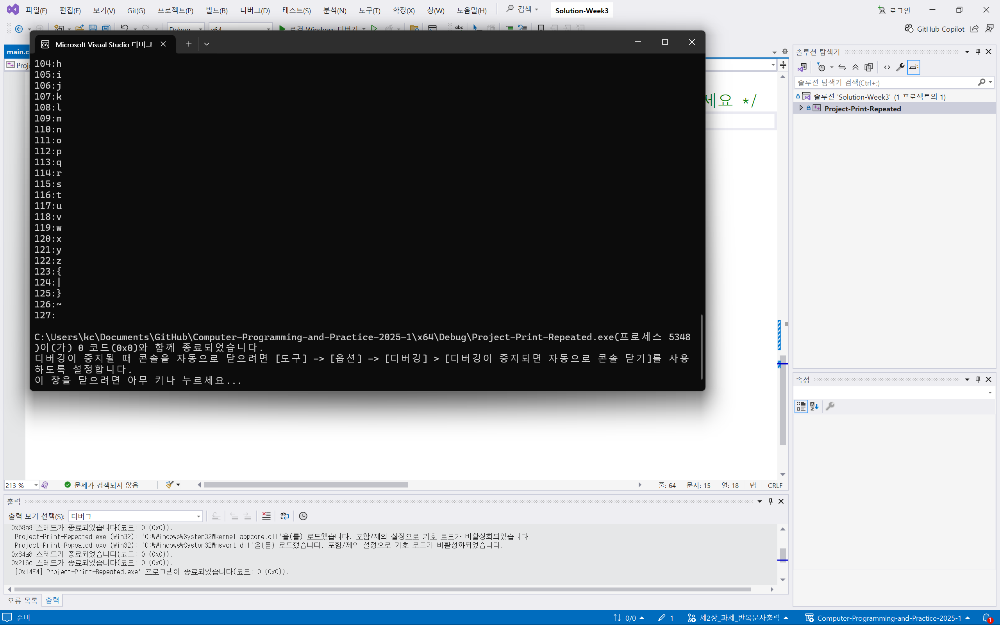 파일(F) 편집(E) 보기(V) Git(G) 프로젝트(P) 빌드(B) 디버그(D) 테스트(S) 분석(N) 도구(T) 확장(X) 창(W) 도움말(H) 검색 Solution-Week3 로그인
Debug x64 로컬 Windows 디버거 GitHub Copilot
Microsoft Visual Studio 디버그
main.c
Proj
104:h
105:i
106:j
107:k
108:l
109:m
110:n
111:o
112:p
113:q
114:r
115:s
116:t
117:u
118:v
119:w
120:x
121:y
122:z
123:{
124:|
125:}
126:~
127:
C:\Users\kc\Documents\GitHub\Computer-Programming-and-Practice-2025-1\x64\Debug\Project-Print-Repeated.exe(프로세스 5348
)이(가) 0 코드(0x0)와 함께 종료되었습니다.
디버깅이 중지될 때 콘솔을 자동으로 닫으려면 [도구] -> [옵션] -> [디버깅] > [디버깅이 중지되면 자동으로 콘솔 닫기]를 사용
하도록 설정합니다.
이 창을 닫으려면 아무 키나 누르세요...
세요 */
솔루션 탐색기
솔루션 탐색기 검색(Ctrl+;)
솔루션 'Solution-Week3' (1 프로젝트의 1)
Project-Print-Repeated
속성
213 % 문제가 검색되지 않음 줄: 64 문자: 15 열: 18 탭 CRLF
출력
출력 보기 선택(S): 디버그
0x58a8 스레드가 종료되었습니다(코드: 0 (0x0)).
'Project-Print-Repeated.exe'(Win32): 'C:₩Windows₩System32₩kernel.appcore.dll'을(를) 로드했습니다. 포함/제외 설정으로 기호 로드가 비활성화되었습니다.
'Project-Print-Repeated.exe'(Win32): 'C:₩Windows₩System32₩msvcrt.dll'을(를) 로드했습니다. 포함/제외 설정으로 기호 로드가 비활성화되었습니다.
0x84a8 스레드가 종료되었습니다(코드: 0 (0x0)).
0x216c 스레드가 종료되었습니다(코드: 0 (0x0)).
'[0x14E4] Project-Print-Repeated.exe' 프로그램이 종료되었습니다(코드: 0 (0x0)).
오류 목록 출력
준비 0/0 1 제2장_과제_반복문자출력 Computer-Programming-and-Practice-2025-1 1